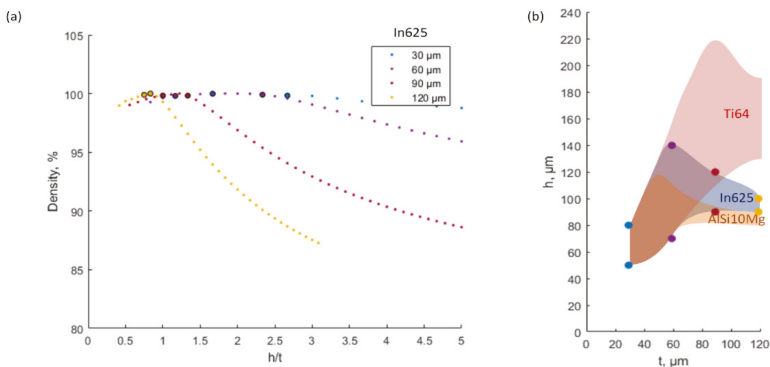 (a)
In625
105
100
95
90
85
80
Density, %
0 0.5 1 1.5 2 2.5 3 3.5 4 4.5 5
h/t
30 µm
60 µm
90 µm
120 µm
(b)
240
220
200
180
160
140
120
100
80
60
40
20
0
h, µm
0 20 40 60 80 100 120
t, µm
Ti64
In625
AlSi10Mg